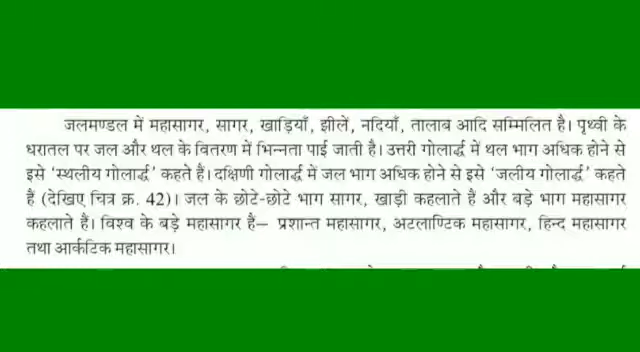 जलमण्डल में महासागर, सागर, खाड़ियाँ, झीलें, नदियाँ, तालाब आदि सम्मिलित है। पृथ्वी के
धरातल पर जल और थल के वितरण में भिन्नता पाई जाती है। उत्तरी गोलार्द्ध में थल भाग अधिक होने से
इसे ‘स्थलीय गोलार्द्ध’ कहते हैं। दक्षिणी गोलार्द्ध में जल भाग अधिक होने से इसे ‘जलीय गोलार्द्ध’ कहते
हैं (देखिए चित्र क्र. 42)। जल के छोटे-छोटे भाग सागर, खाड़ी कहलाते हैं और बड़े भाग महासागर
कहलाते हैं। विश्व के बड़े महासागर है– प्रशान्त महासागर, अटलाण्टिक महासागर, हिन्द महासागर
तथा आर्कटिक महासागर।